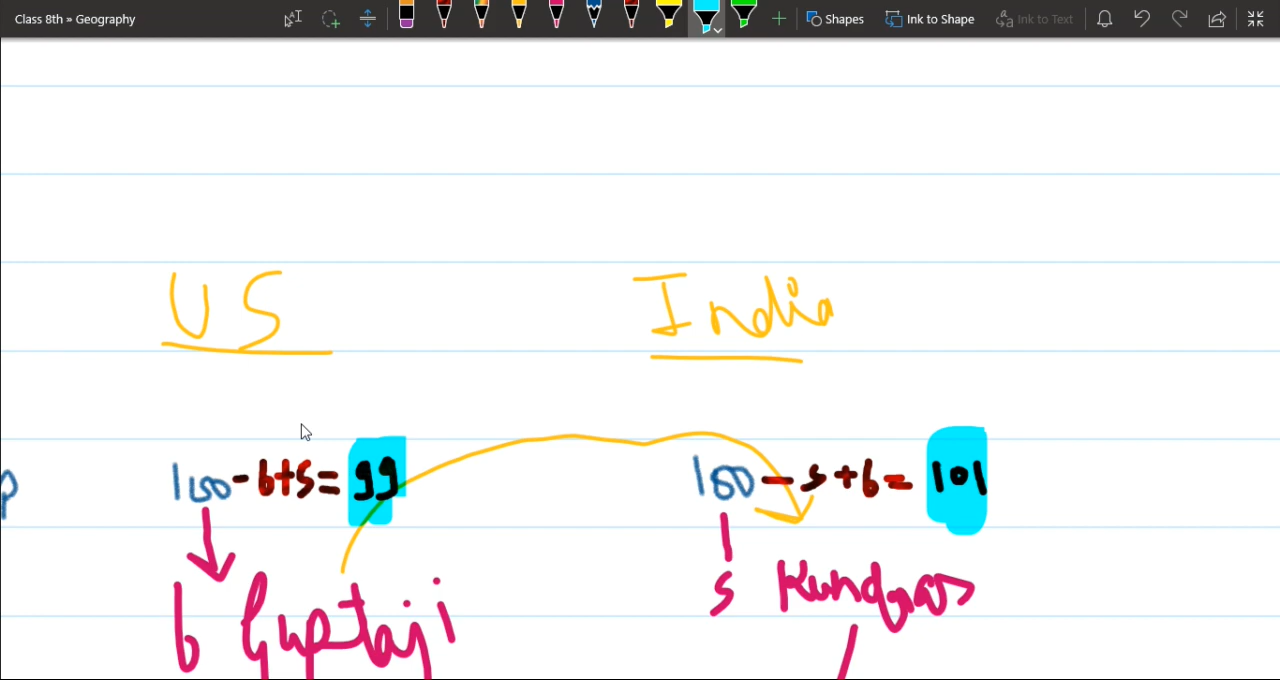 Class 8th » Geography
Shapes
Ink to Shape
Ink to Text
US
India
100-6+5=99
100-5+6=101
6 Guptaji
5